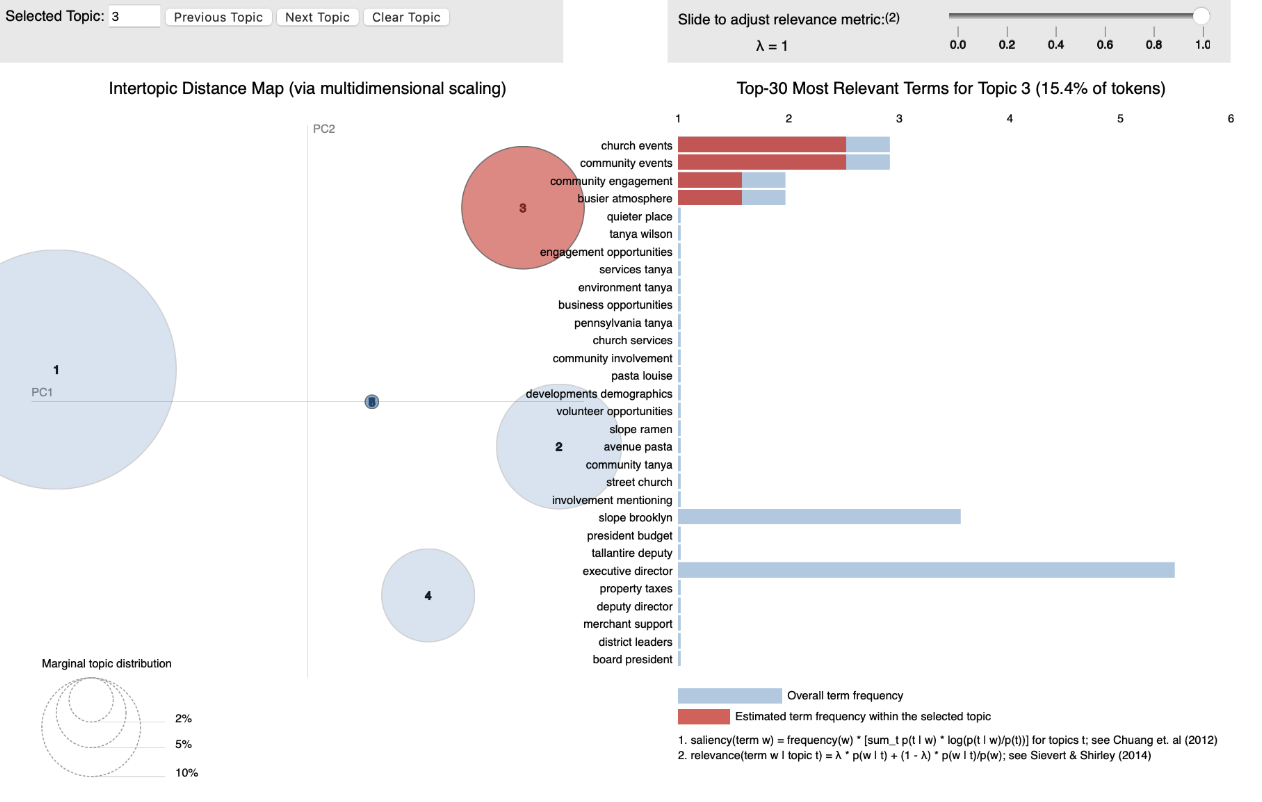 Selected Topic: 3 Previous Topic Next Topic Clear Topic
Slide to adjust relevance metric:(2)
λ = 1
0.0 0.2 0.4 0.6 0.8 1.0
Intertopic Distance Map (via multidimensional scaling)
PC2
PC1
1
2
3
4
Marginal topic distribution
2%
5%
10%
Top-30 Most Relevant Terms for Topic 3 (15.4% of tokens)
1 2 3 4 5 6
church events
community events
community engagement
busier atmosphere
quieter place
tanya wilson
engagement opportunities
services tanya
environment tanya
business opportunities
pennsylvania tanya
church services
community involvement
pasta louise
developments demographics
volunteer opportunities
slope ramen
avenue pasta
community tanya
street church
involvement mentioning
slope brooklyn
president budget
tallantire deputy
executive director
property taxes
deputy director
merchant support
district leaders
board president
Overall term frequency
Estimated term frequency within the selected topic
1. saliency(term w) = frequency(w) * [sum_t p(t | w) * log(p(t | w)/p(t))] for topics t; see Chuang et. al (2012)
2. relevance(term w | topic t) = λ * p(w | t) + (1 - λ) * p(w | t)/p(w); see Sievert & Shirley (2014)